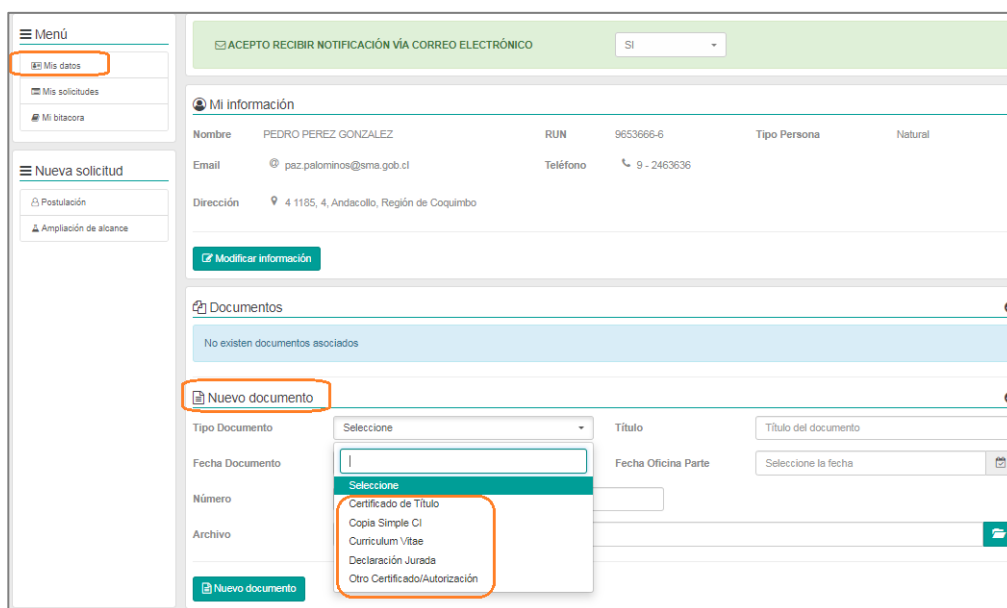 Menú
Mis datos
Mis solicitudes
Mi bitacora
Nueva solicitud
Postulación
Ampliación de alcance
ACEPTO RECIBIR NOTIFICACIÓN VÍA CORREO ELECTRÓNICO SI
Mi información
Nombre PEDRO PEREZ GONZALEZ RUN 9653666-6 Tipo Persona Natural
Email @ paz.palominos@sma.gob.cl Teléfono 9 - 2463636
Dirección 4 1185, 4, Andacollo, Región de Coquimbo
Modificar información
Documentos
No existen documentos asociados
Nuevo documento
Tipo Documento Seleccione Título Título del documento
Fecha Documento Fecha Oficina Parte Seleccione la fecha
Seleccione
Número
Certificado de Título
Copia Simple CI
Archivo
Curriculum Vitae
Declaración Jurada
Otro Certificado/Autorización
Nuevo documento